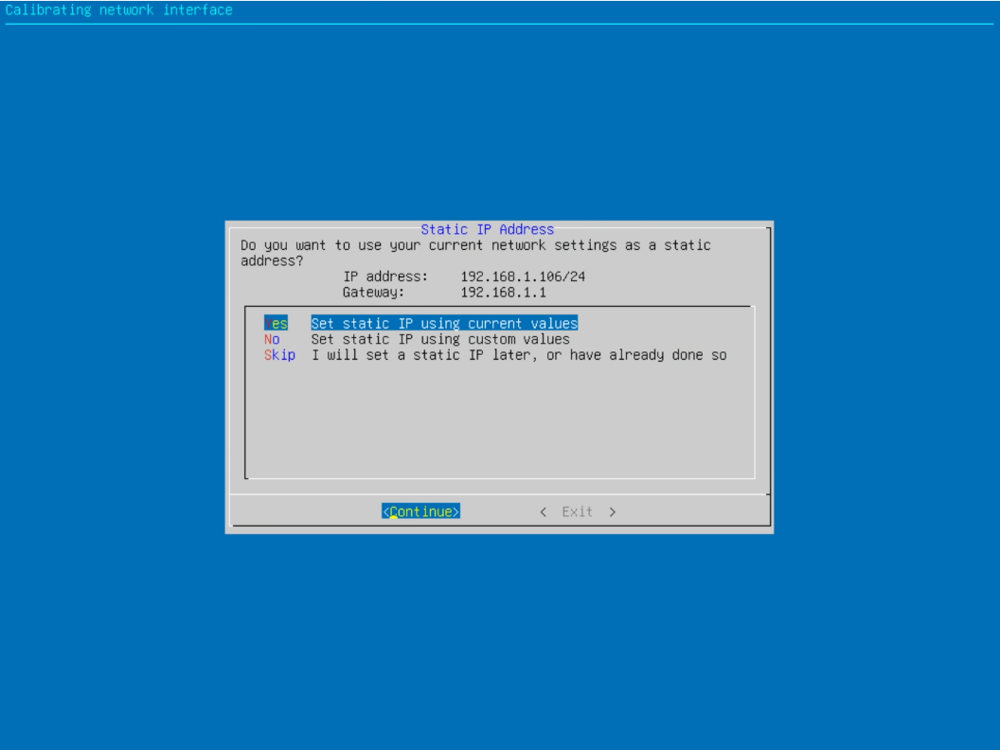 Calibrating network interface
Static IP Address
Do you want to use your current network settings as a static
address?
IP address: 192.168.1.106/24
Gateway: 192.168.1.1
Yes Set static IP using current values
No Set static IP using custom values
Skip I will set a static IP later, or have already done so
<Continue> < Exit >